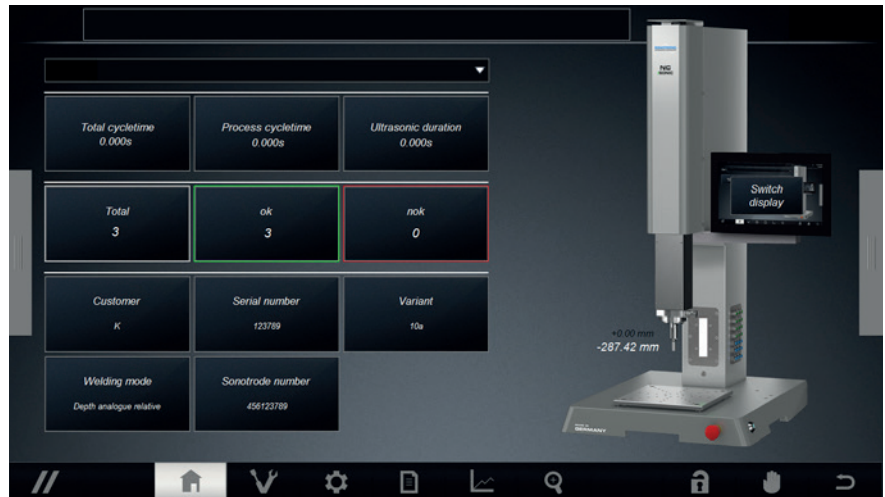 Total cycletime
0.000s
Process cycletime
0.000s
Ultrasonic duration
0.000s
Total
3
ok
3
nok
0
Customer
K
Serial number
123789
Variant
10a
Welding mode
Depth analogue relative
Sonotrode number
456123789
Switch
display
+0.00 mm
-287.42 mm
GERMANY